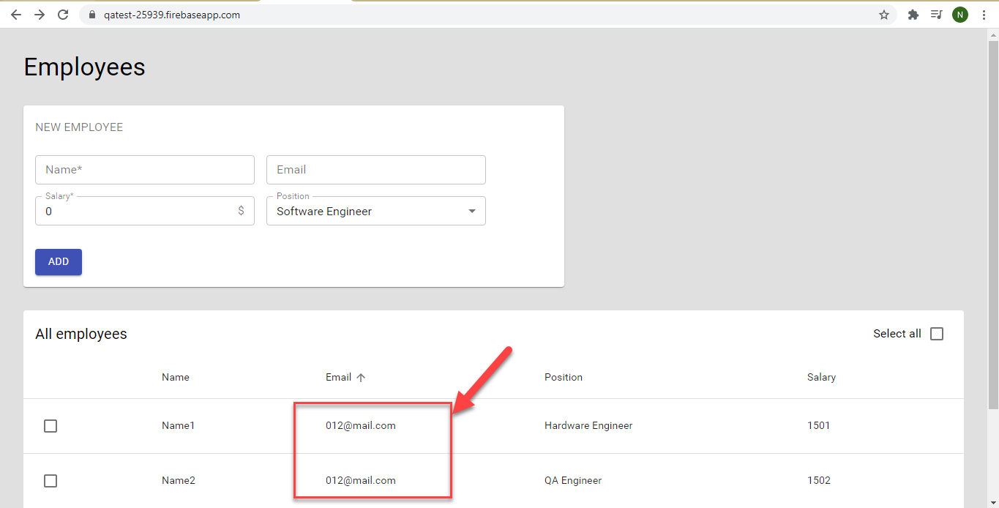 qatest-25939.firebaseapp.com
N
Employees
NEW EMPLOYEE
Name*
Email
Salary*
0
$
Position
Software Engineer
ADD
All employees
Select all
Name
Email
Position
Salary
Name1
012@mail.com
Hardware Engineer
1501
Name2
012@mail.com
QA Engineer
1502